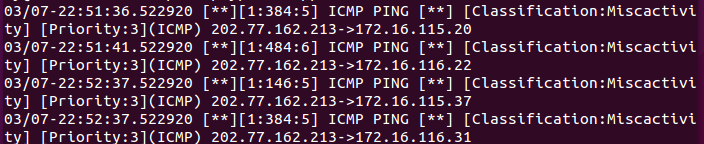 03/07-22:51:36.522920 [**][1:384:5] ICMP PING [**] [Classification:Miscactivi
ty] [Priority:3](ICMP) 202.77.162.213->172.16.115.20
03/07-22:51:41.522920 [**][1:484:6] ICMP PING [**] [Classification:Miscactivi
ty] [Priority:3](ICMP) 202.77.162.213->172.16.116.22
03/07-22:52:37.522920 [**][1:146:5] ICMP PING [**] [Classification:Miscactivi
ty] [Priority:3](ICMP) 202.77.162.213->172.16.115.37
03/07-22:52:37.522920 [**][1:384:5] ICMP PING [**] [Classification:Miscactivi
ty] [Priority:3](ICMP) 202.77.162.213->172.16.116.31